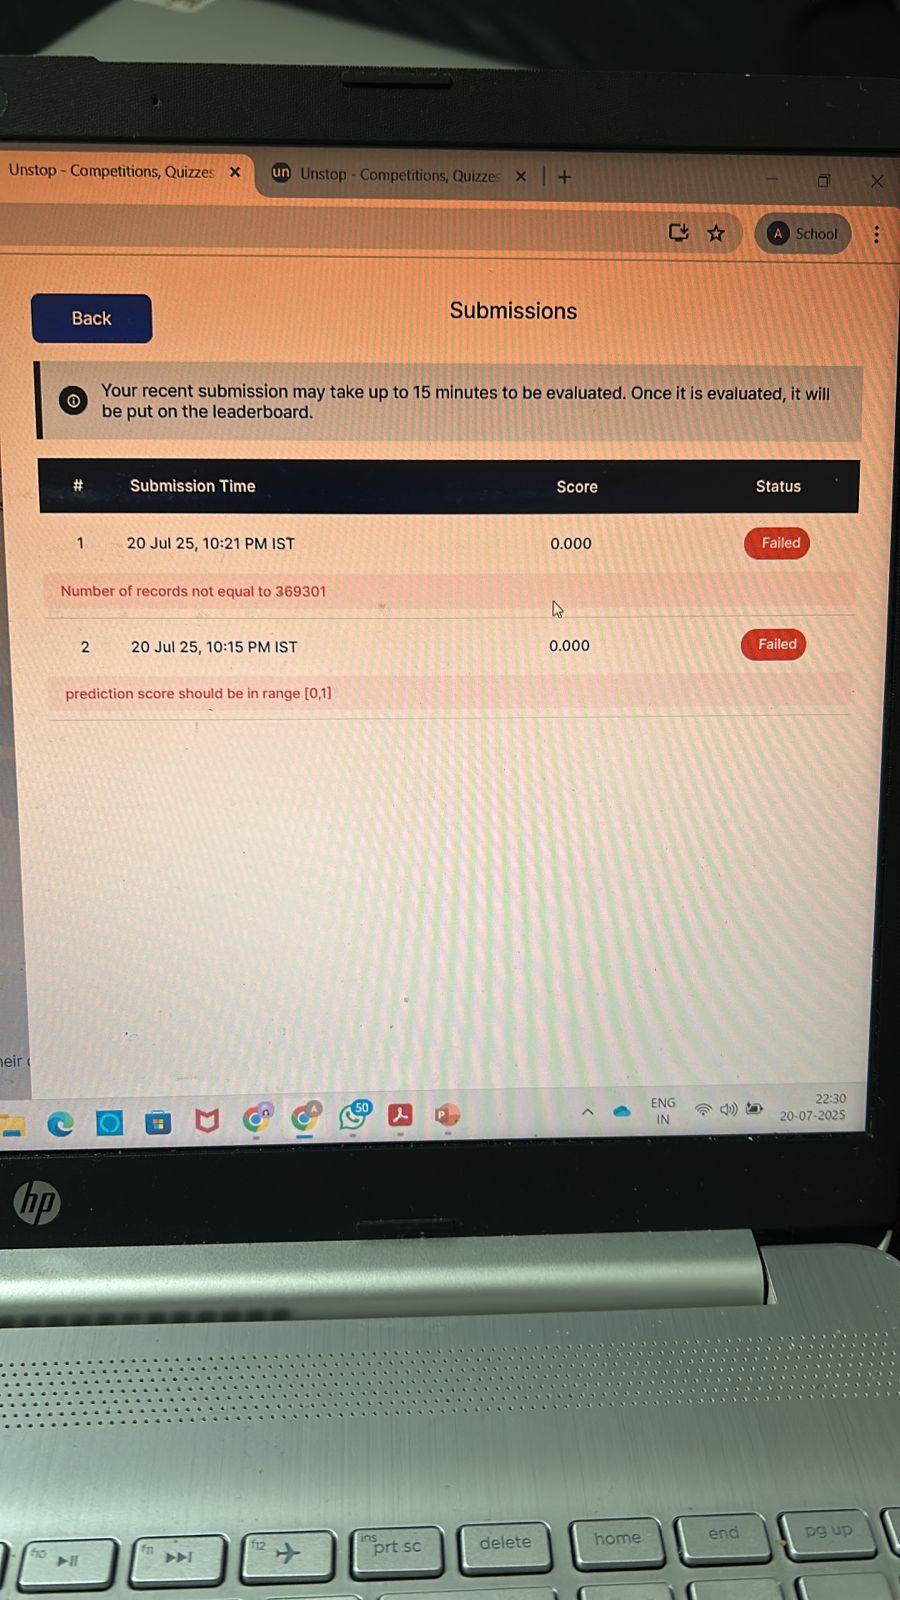 Unstop - Competitions, Quizzes
un Unstop - Competitions, Quizzes
A School
Back
Submissions
Your recent submission may take up to 15 minutes to be evaluated. Once it is evaluated, it will
be put on the leaderboard.
# Submission Time Score Status
1 20 Jul 25, 10:21 PM IST 0.000 Failed
Number of records not equal to 369301
2 20 Jul 25, 10:15 PM IST 0.000 Failed
prediction score should be in range [0,1]
A
50
P
ENG
IN
22:30
20-07-2025
hp
f10
f11
f12
ins
prt sc
delete
home
end
pg up